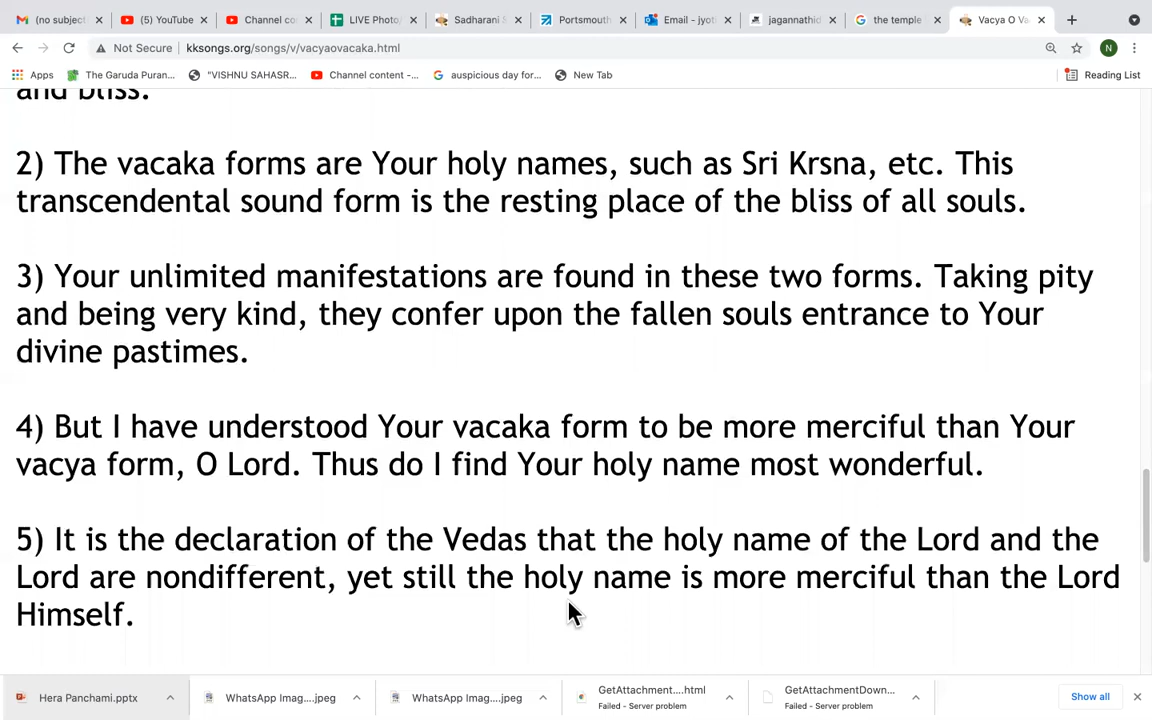 (no subject
(5) YouTube
Channel co
LIVE Photo/
Sadharani S
Portsmouth
Email - jyot
jagannathid
the temple
Vacya O Va
Not Secure | kksongs.org/songs/v/vacyaovacaka.html
N
Apps
The Garuda Puran...
"VISHNU SAHASR...
Channel content -...
auspicious day for...
New Tab
Reading List
and bliss.
2) The vacaka forms are Your holy names, such as Sri Krsna, etc. This
transcendental sound form is the resting place of the bliss of all souls.
3) Your unlimited manifestations are found in these two forms. Taking pity
and being very kind, they confer upon the fallen souls entrance to Your
divine pastimes.
4) But I have understood Your vacaka form to be more merciful than Your
vacya form, O Lord. Thus do I find Your holy name most wonderful.
5) It is the declaration of the Vedas that the holy name of the Lord and the
Lord are nondifferent, yet still the holy name is more merciful than the Lord
Himself.
Hera Panchami.pptx
WhatsApp Imag....jpeg
WhatsApp Imag....jpeg
GetAttachment....html
Failed - Server problem
GetAttachmentDown...
Failed - Server problem
Show all